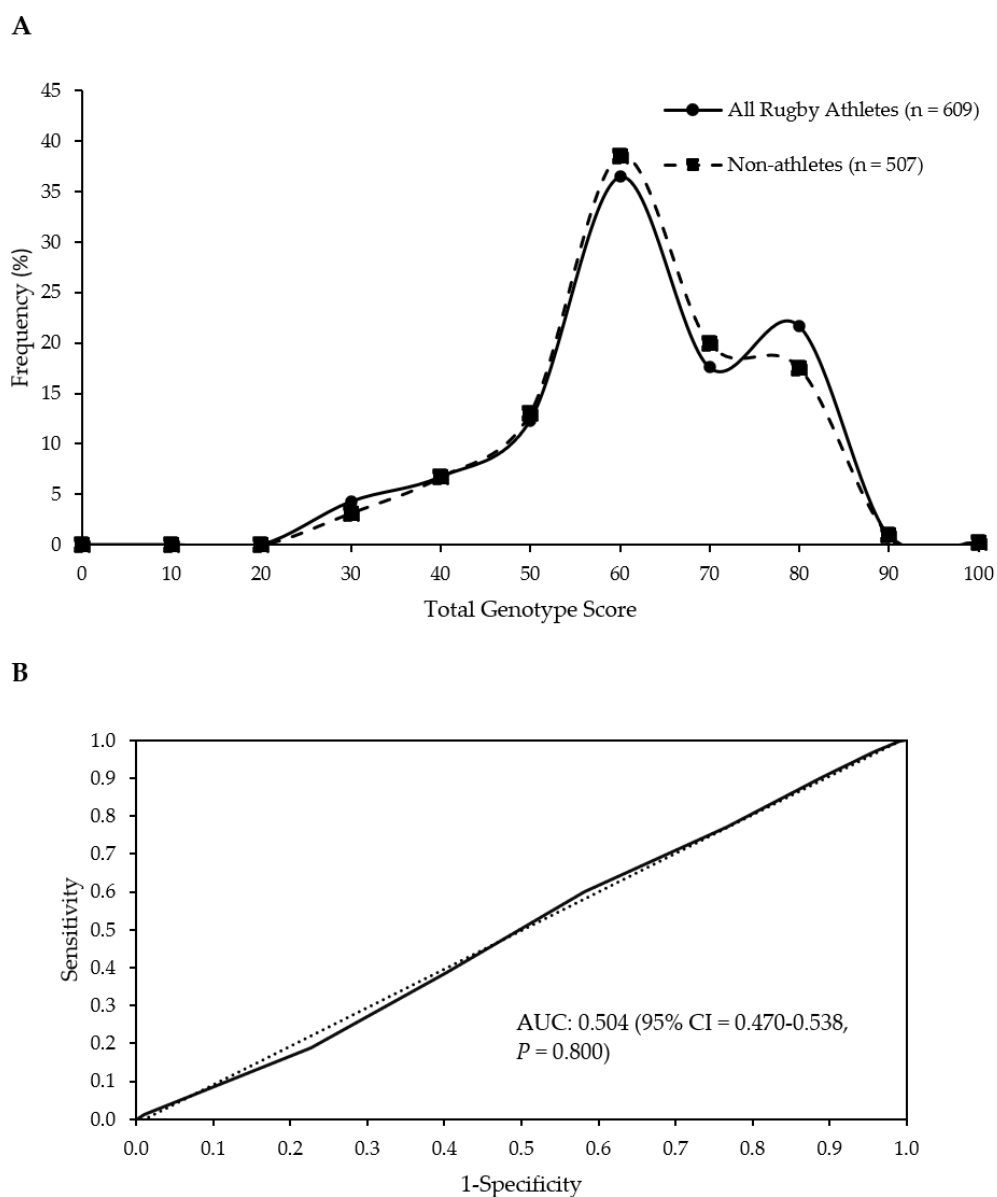 A
45
40
35
30
25
20
15
10
5
0
Frequency (%)
All Rugby Athletes (n = 609)
Non-athletes (n = 507)
0 10 20 30 40 50 60 70 80 90 100
Total Genotype Score
B
1.0
0.9
0.8
0.7
0.6
0.5
0.4
0.3
0.2
0.1
0.0
Sensitivity
AUC: 0.504 (95% CI = 0.470-0.538,
P = 0.800)
0.0 0.1 0.2 0.3 0.4 0.5 0.6 0.7 0.8 0.9 1.0
1-Specificity